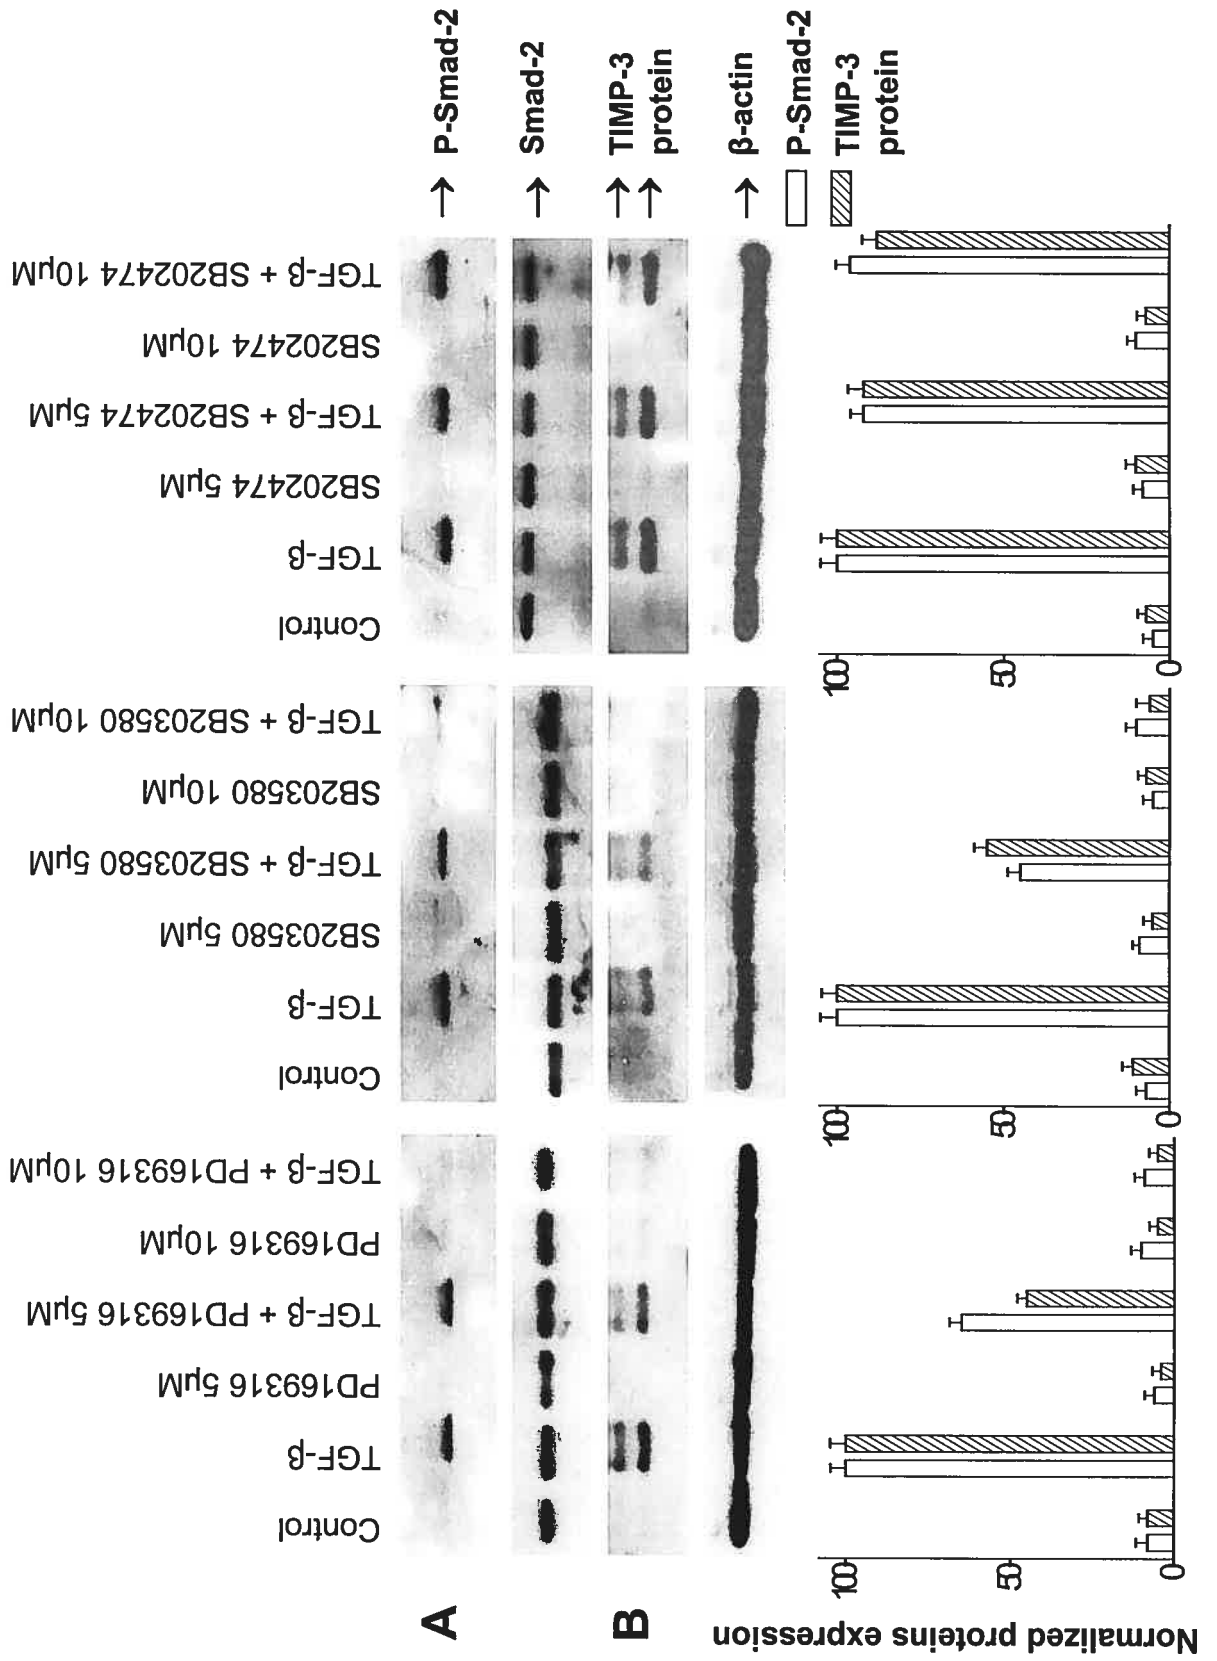 Control
TGF-β
PD169316 5μM
TGF-β + PD169316 5μM
PD169316 10μM
TGF-β + PD169316 10μM
Control
TGF-β
SB203580 5μM
TGF-β + SB203580 5μM
SB203580 10μM
TGF-β + SB203580 10μM
Control
TGF-β
SB202474 5μM
TGF-β + SB202474 5μM
SB202474 10μM
TGF-β + SB202474 10μM
A
→ P-Smad-2
→ Smad-2
B
→ TIMP-3
→ protein
→ β-actin
P-Smad-2
TIMP-3
protein
Normalized proteins expression
100
50
0
100
50
0
100
50
0